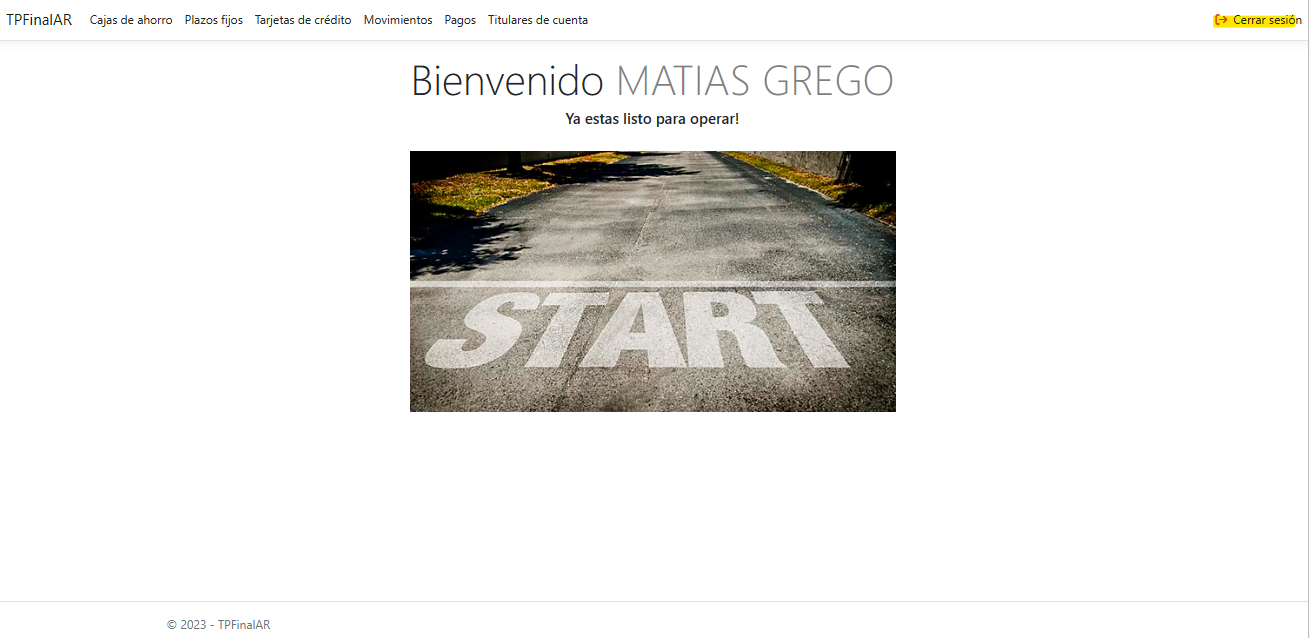 TPFinalAR Cajas de ahorro Plazos fijos Tarjetas de crédito Movimientos Pagos Titulares de cuenta Cerrar sesión
Bienvenido MATIAS GREGO
Ya estas listo para operar!
START
© 2023 - TPFinalAR